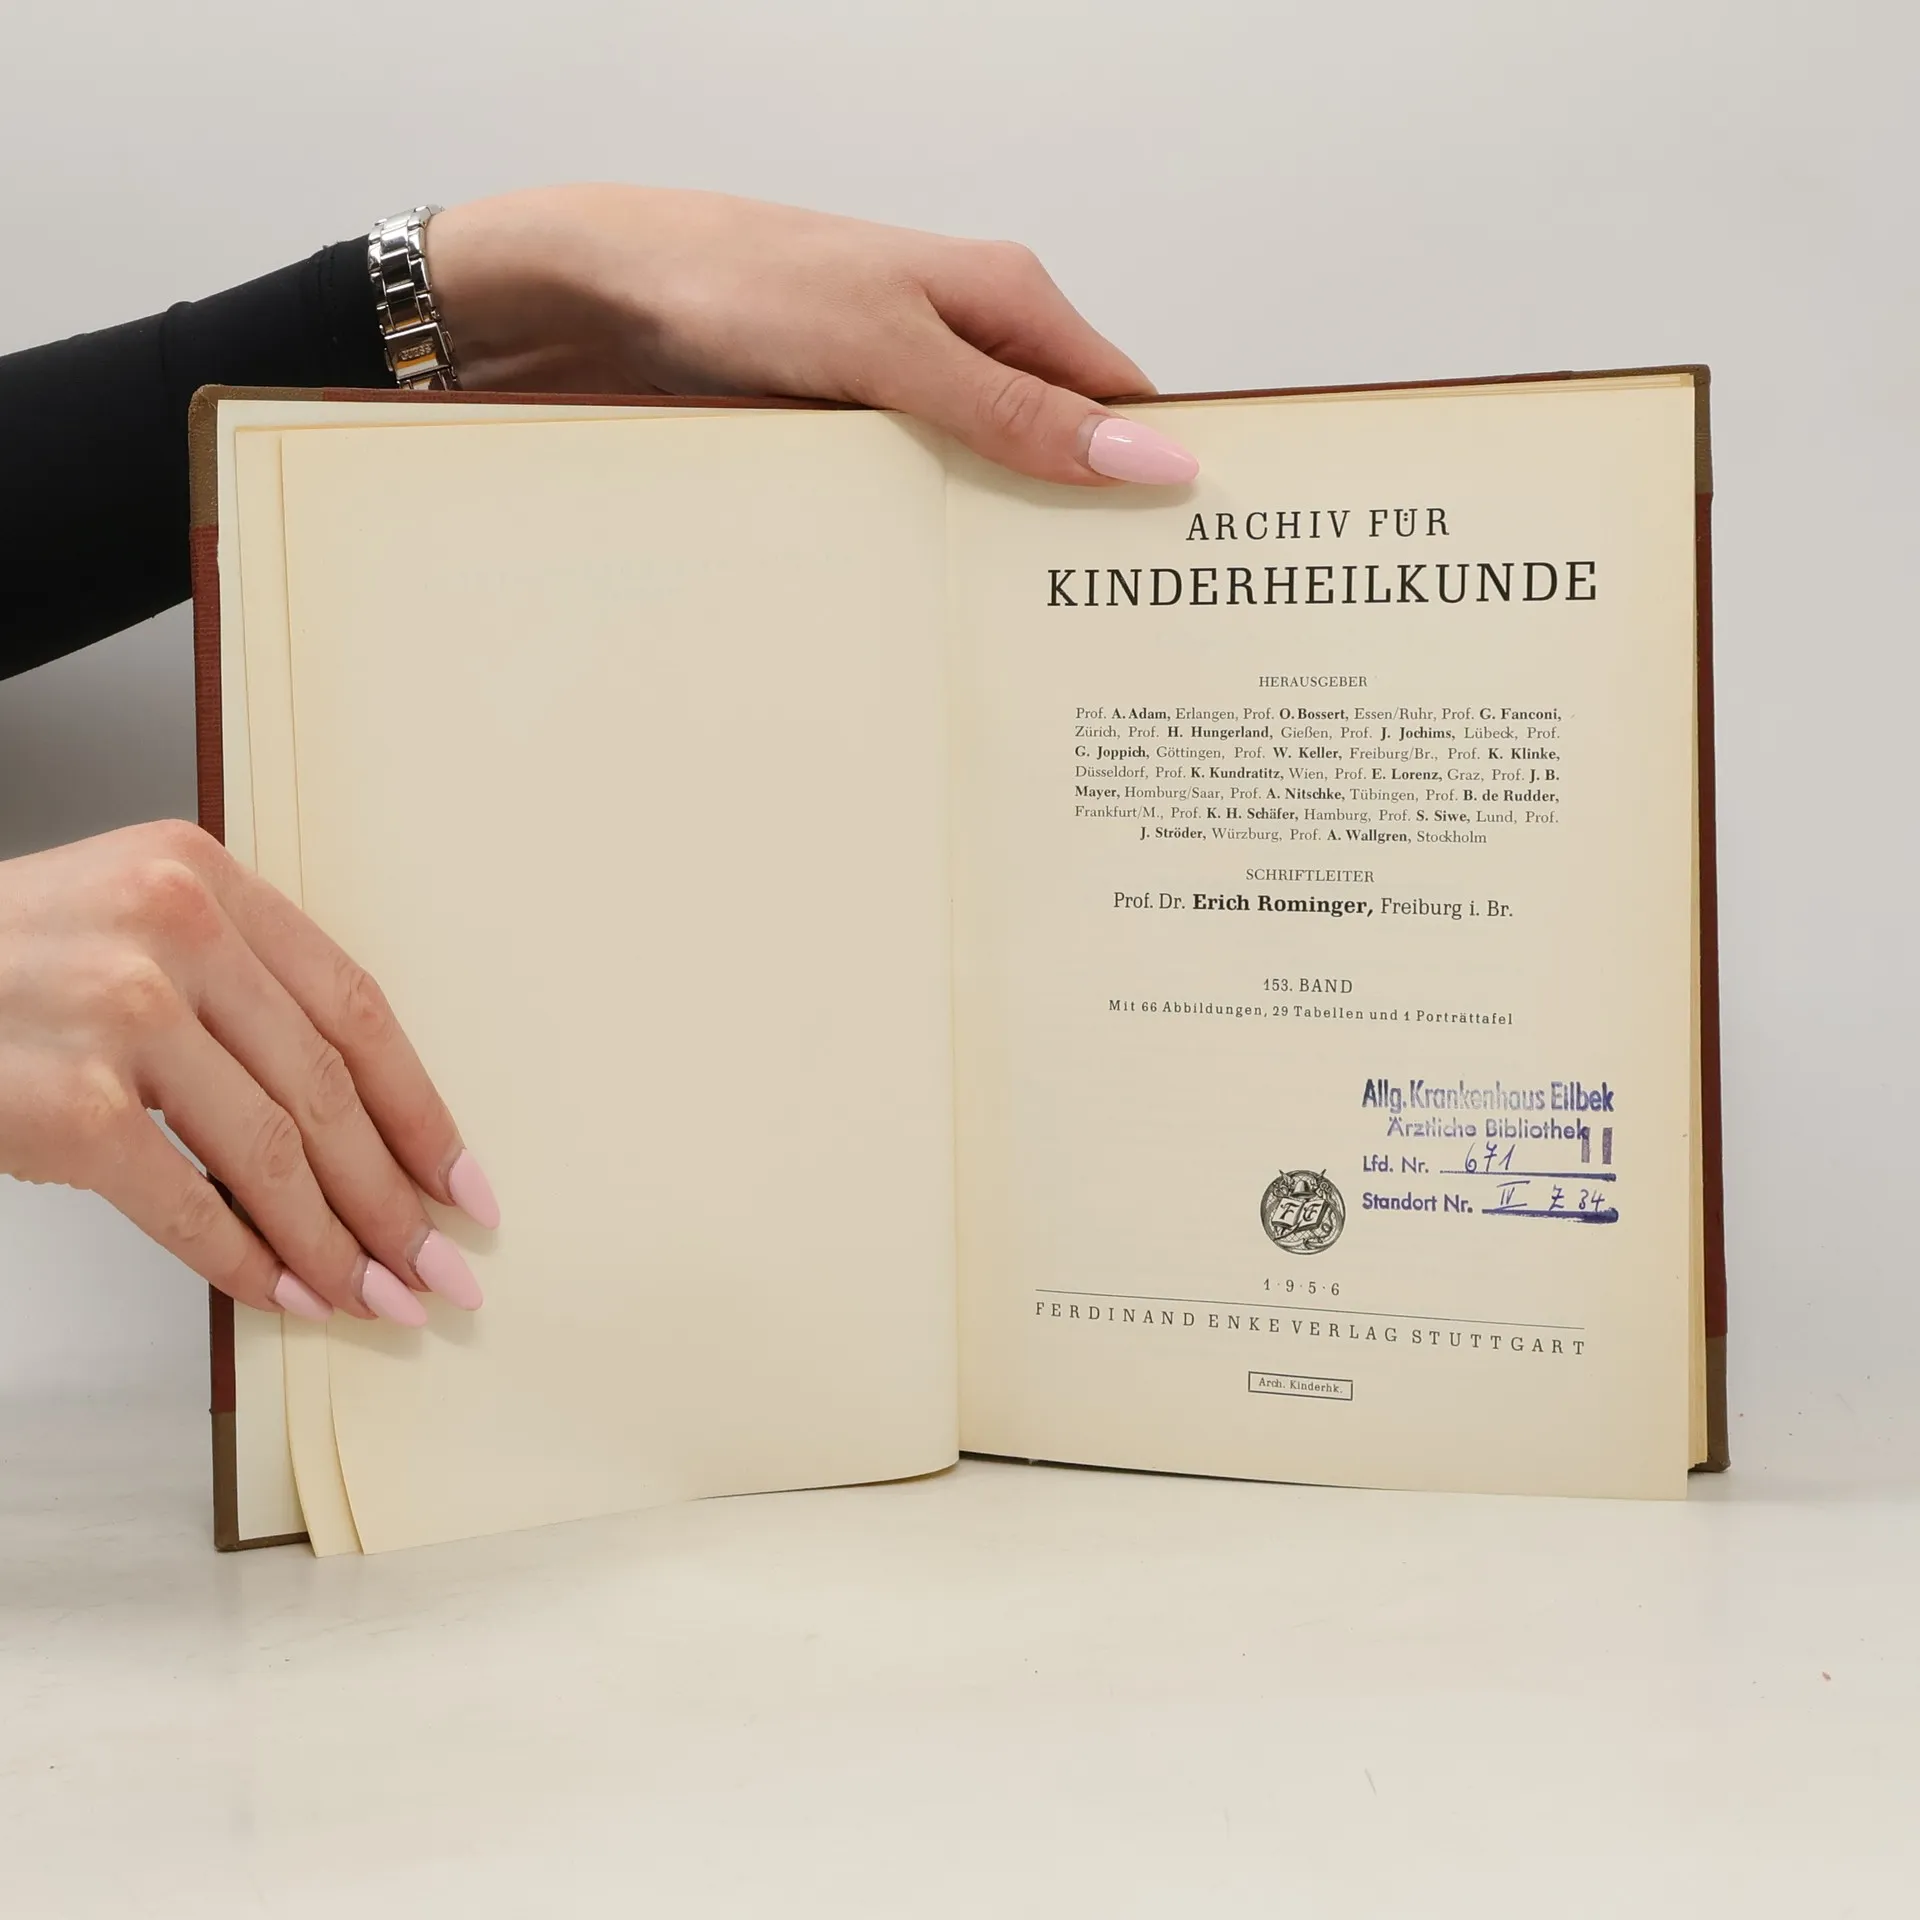 GUESS
ARCHIV FÜR
KINDERHEILKUNDE
HERAUSGEBER
Prof. A. Adam, Erlangen, Prof. O. Bossert, Essen/Ruhr, Prof. G. Fanconi,
Zürich, Prof. H. Hungerland, Gießen, Prof. J. Jochims, Lübeck, Prof.
G. Joppich, Göttingen, Prof. W. Keller, Freiburg/Br., Prof. K. Klinke,
Düsseldorf, Prof. K. Kundratitz, Wien, Prof. E. Lorenz, Graz, Prof. J. B.
Mayer, Homburg/Saar, Prof. A. Nitschke, Tübingen, Prof. B. de Rudder,
Frankfurt/M., Prof. K. H. Schäfer, Hamburg, Prof. S. Siwe, Lund, Prof.
J. Ströder, Würzburg, Prof. A. Wallgren, Stockholm
SCHRIFTLEITER
Prof. Dr. Erich Rominger, Freiburg i. Br.
153. BAND
Mit 66 Abbildungen, 29 Tabellen und 1 Porträttafel
Allg. Krankenhaus Eilbek
Ärztliche Bibliothek II
Lfd. Nr. 671
Standort Nr. IV Z 34
F E
1·9·5·6
FERDINAND ENKE VERLAG STUTTGART
Arch. Kinderhk.